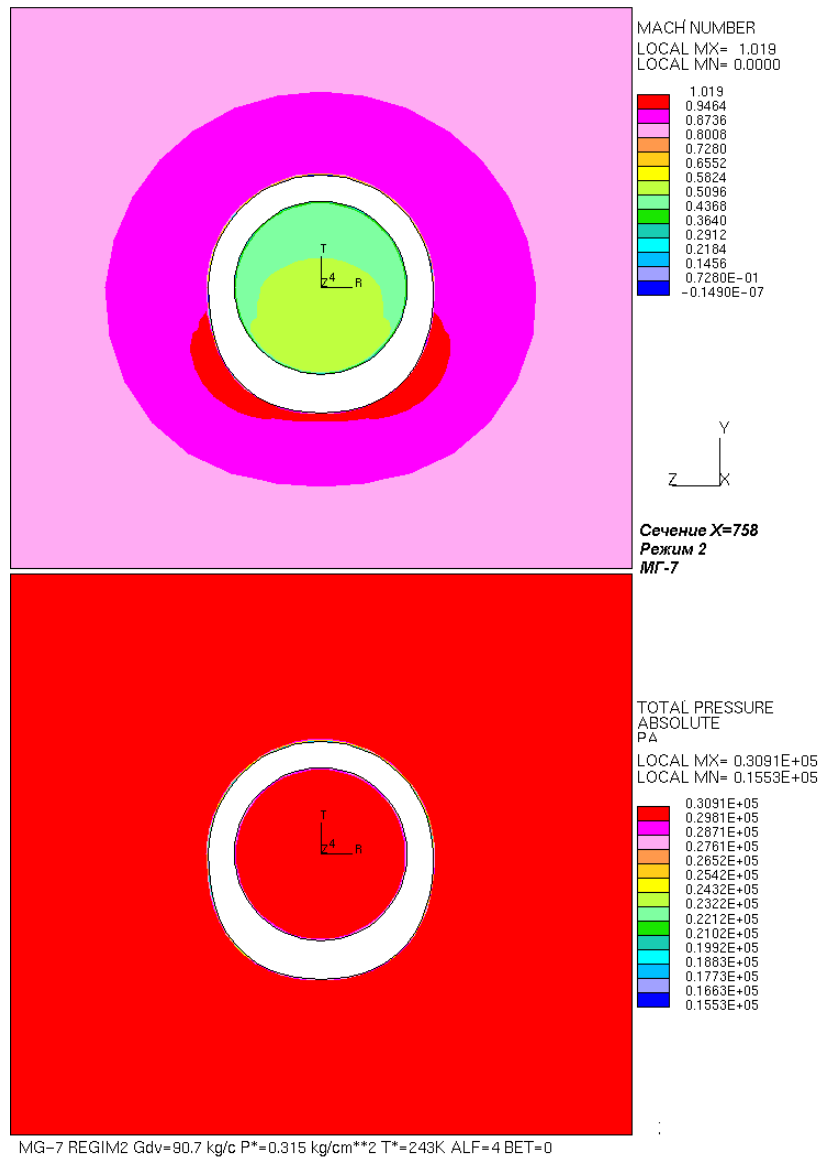 MACH NUMBER
LOCAL MX= 1.019
LOCAL MN= 0.0000
1.019
0.9464
0.8736
0.8008
0.7280
0.6552
0.5824
0.5096
0.4368
0.3640
0.2912
0.2184
0.1456
0.7280E-01
-0.1490E-07
T
Z 4 R
Y
Z X
Сечение X=758
Режим 2
МГ-7
TOTAL PRESSURE
ABSOLUTE
PA
LOCAL MX= 0.3091E+05
LOCAL MN= 0.1553E+05
0.3091E+05
0.2981E+05
0.2871E+05
0.2761E+05
0.2652E+05
0.2542E+05
0.2432E+05
0.2322E+05
0.2212E+05
0.2102E+05
0.1992E+05
0.1883E+05
0.1773E+05
0.1663E+05
0.1553E+05
T
Z 4 R
MG-7 REGIM2 Gdv=90.7 kg/c P*=0.315 kg/cm**2 T*=243K ALF=4 BET=0